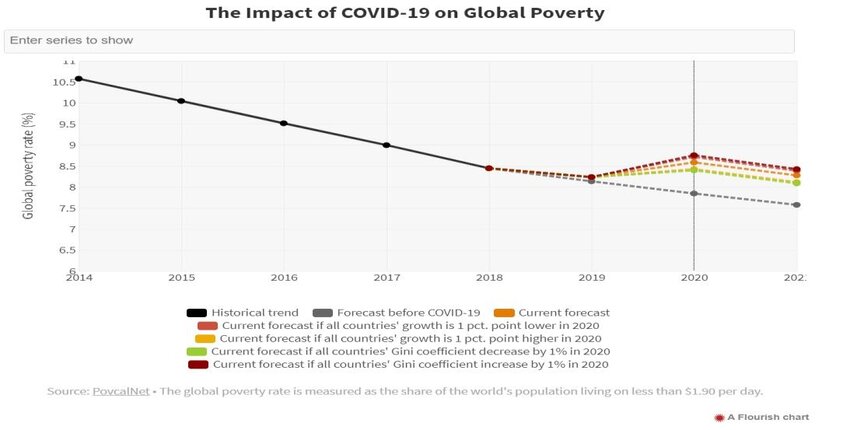 The Impact of COVID-19 on Global Poverty
Enter series to show
Global poverty rate (%)
11
10.5
10
9.5
9
8.5
8
7.5
7
6.5
6
2014 2015 2016 2017 2018 2019 2020 202.
Historical trend Forecast before COVID-19 Current forecast
Current forecast if all countries' growth is 1 pct. point lower in 2020
Current forecast if all countries' growth is 1 pct. point higher in 2020
Current forecast if all countries' Gini coefficient decrease by 1% in 2020
Current forecast if all countries' Gini coefficient increase by 1% in 2020
Source: PovcalNet • The global poverty rate is measured as the share of the world's population living on less than $1.90 per day.
A Flourish chart